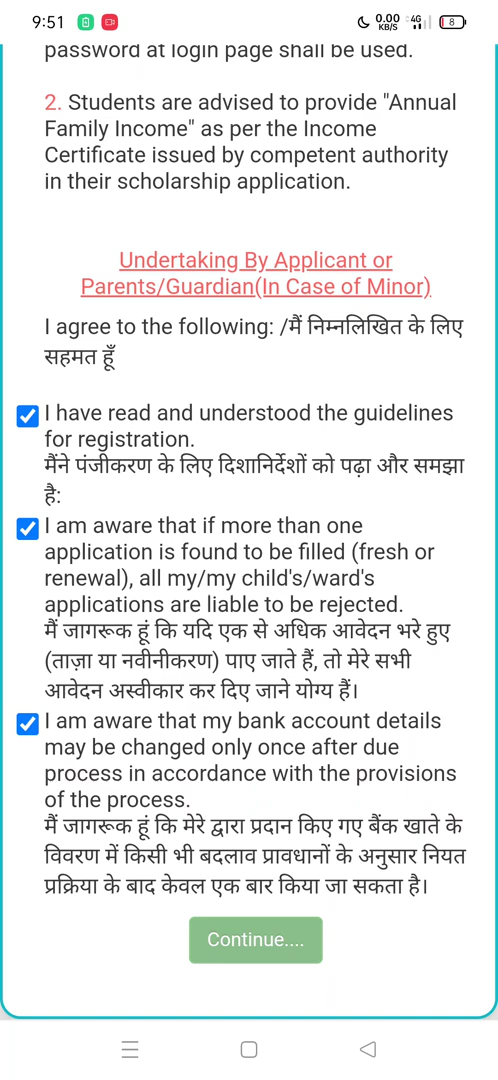 9:51
0.00 KB/S 4G 8
password at login page shall be used.
2. Students are advised to provide "Annual
Family Income" as per the Income
Certificate issued by competent authority
in their scholarship application.
Undertaking By Applicant or
Parents/Guardian(In Case of Minor)
I agree to the following: /मैं निम्नलिखित के लिए
सहमत हूँ
I have read and understood the guidelines
for registration.
मैंने पंजीकरण के लिए दिशानिर्देशों को पढ़ा और समझा
है:
I am aware that if more than one
application is found to be filled (fresh or
renewal), all my/my child's/ward's
applications are liable to be rejected.
मैं जागरूक हूं कि यदि एक से अधिक आवेदन भरे हुए
(ताज़ा या नवीनीकरण) पाए जाते हैं, तो मेरे सभी
आवेदन अस्वीकार कर दिए जाने योग्य हैं।
I am aware that my bank account details
may be changed only once after due
process in accordance with the provisions
of the process.
मैं जागरूक हूं कि मेरे द्वारा प्रदान किए गए बैंक खाते के
विवरण में किसी भी बदलाव प्रावधानों के अनुसार नियत
प्रक्रिया के बाद केवल एक बार किया जा सकता है।
Continue....